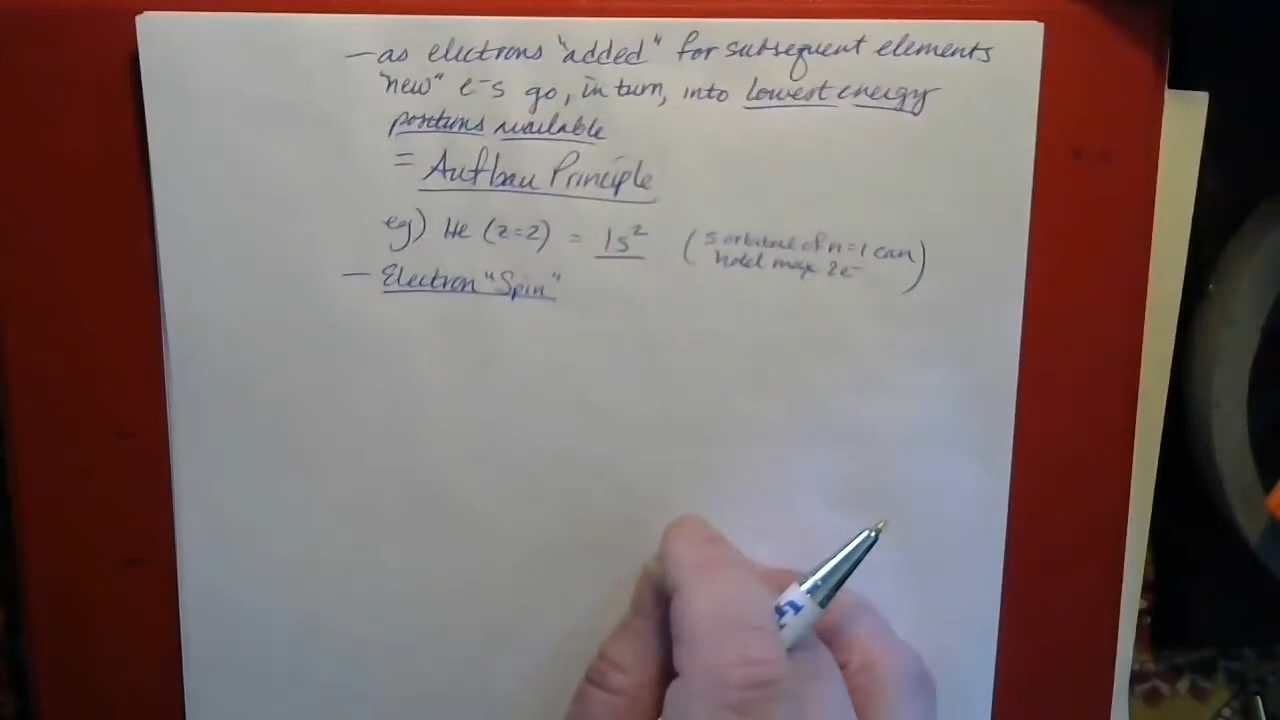 — as electrons "added" for subsequent elements
"new" e-s go, in turn, into lowest energy
positions available
= Aufbau Principle
eg) He (z=2) = 1s² (s orbital of n=1 can
hold max 2e⁻)
— Electron "Spin"